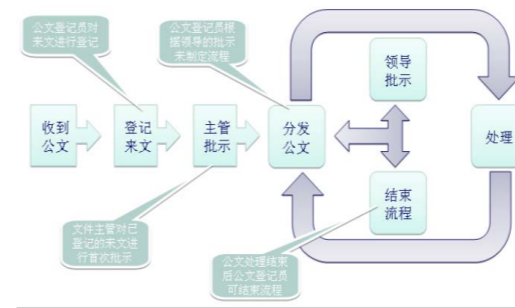 公文登记员对
来文进行登记
公文登记员根
据领导的批示
来制定流程
领导
批示
收到
公文
登记
来文
主管
批示
分发
公文
处理
结束
流程
文件主管对已
登记的来文进
行首次批示
公文处理结束
后公文登记员
可结束流程